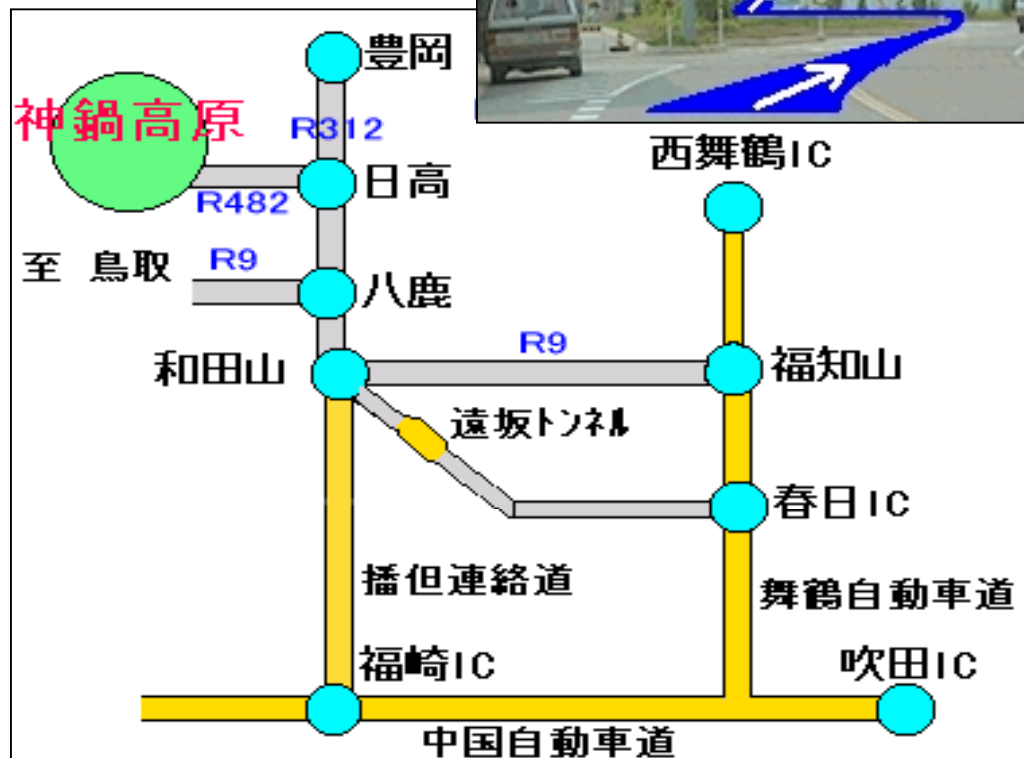 豊岡
神鍋高原
R312
西舞鶴IC
日高
R482
至 鳥取
R9
八鹿
R9
和田山
福知山
遠坂トンネル
春日IC
播但連絡道
舞鶴自動車道
福崎IC
吹田IC
中国自動車道